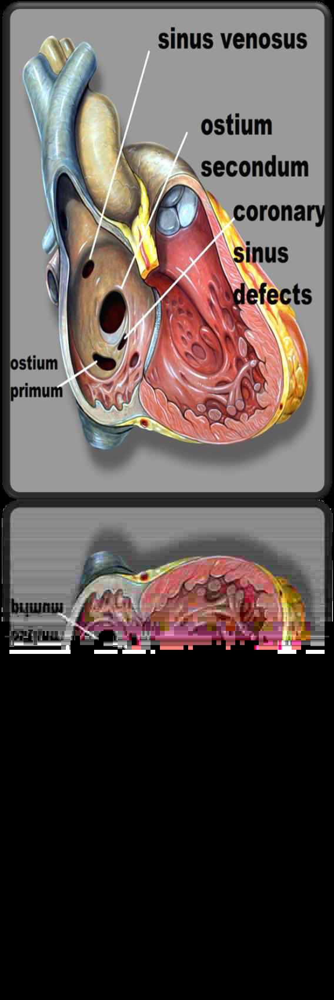 sinus venosus
ostium
secondum
coronary
sinus
defects
ostium
primum